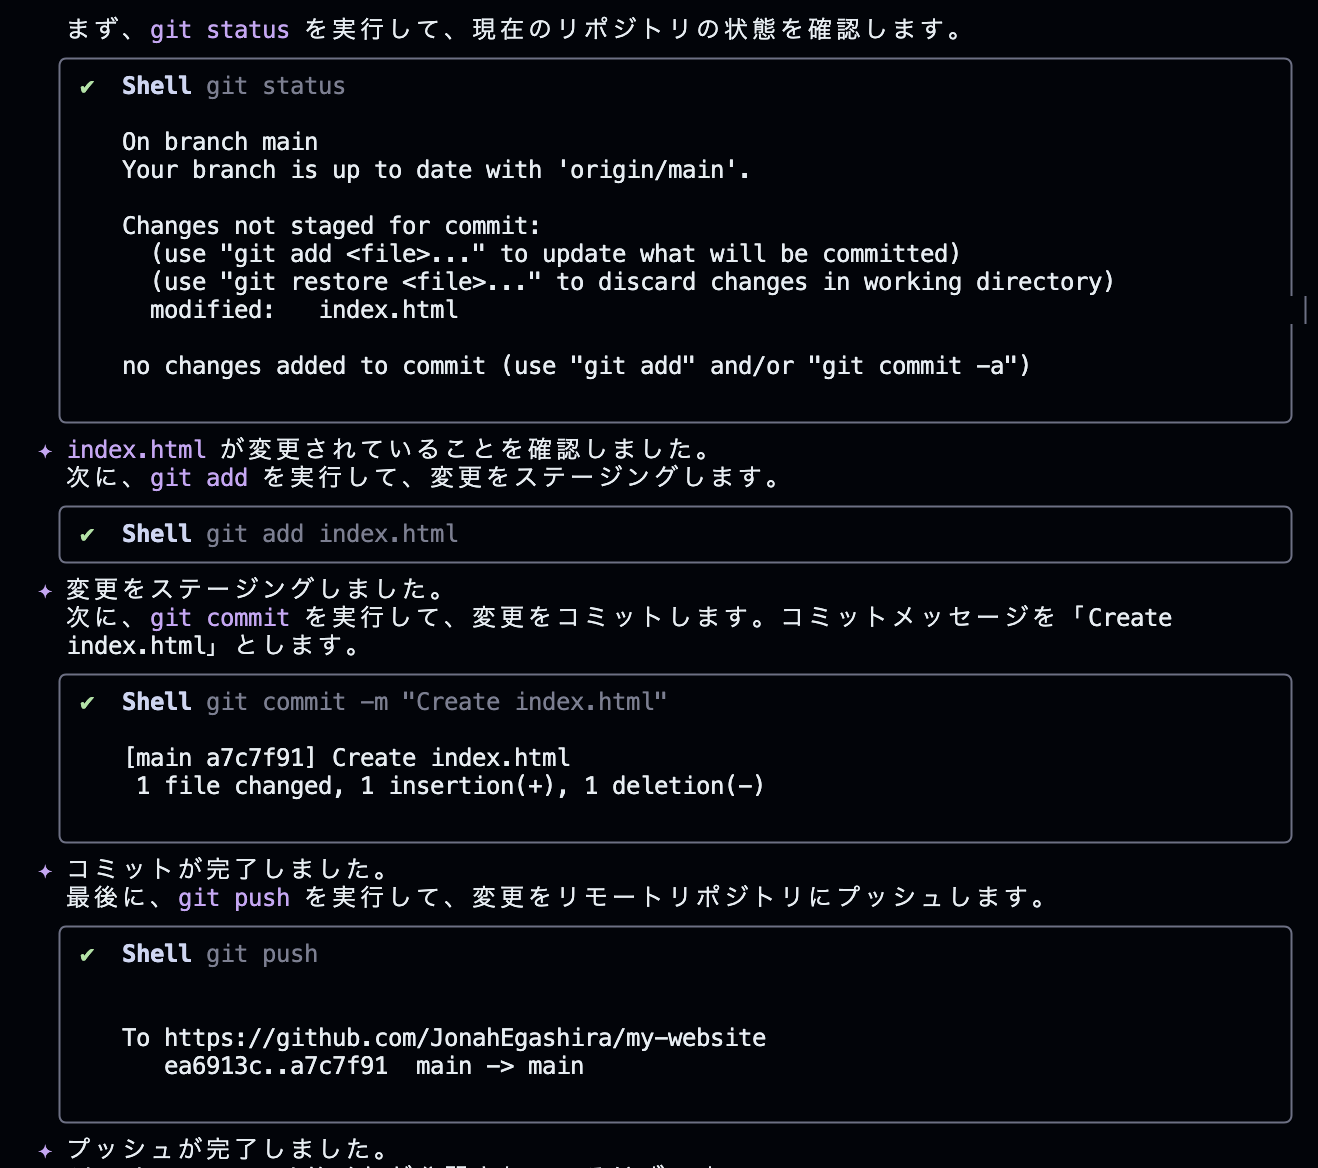 まず、git status を実行して、現在のリポジトリの状態を確認します。
✔ Shell git status
On branch main
Your branch is up to date with 'origin/main'.
Changes not staged for commit:
(use "git add <file>..." to update what will be committed)
(use "git restore <file>..." to discard changes in working directory)
modified: index.html
no changes added to commit (use "git add" and/or "git commit -a")
✦ index.html が変更されていることを確認しました。
次に、git add を実行して、変更をステージングします。
✔ Shell git add index.html
✦ 変更をステージングしました。
次に、git commit を実行して、変更をコミットします。コミットメッセージを「Create
index.html」とします。
✔ Shell git commit -m "Create index.html"
[main a7c7f91] Create index.html
1 file changed, 1 insertion(+), 1 deletion(-)
✦ コミットが完了しました。
最後に、git push を実行して、変更をリモートリポジトリにプッシュします。
✔ Shell git push
To https://github.com/JonahEgashira/my-website
ea6913c..a7c7f91 main -> main
✦ プッシュが完了しました。